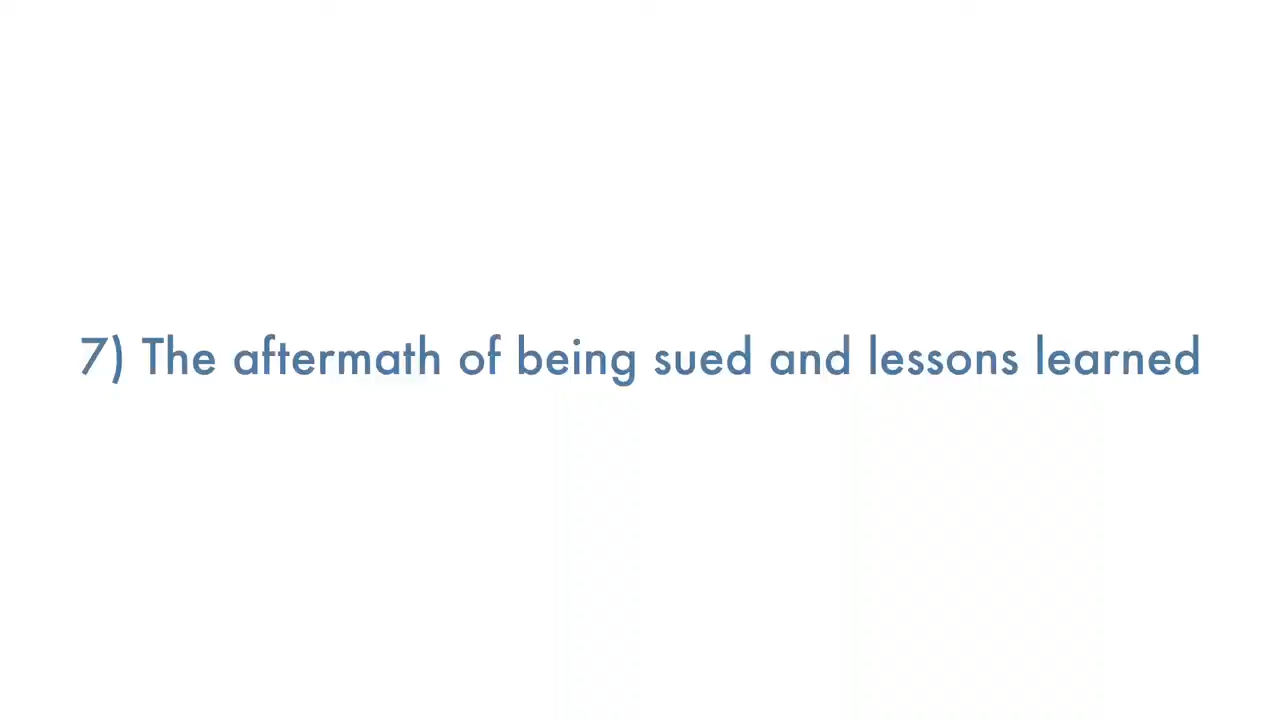 7) The aftermath of being sued and lessons learned